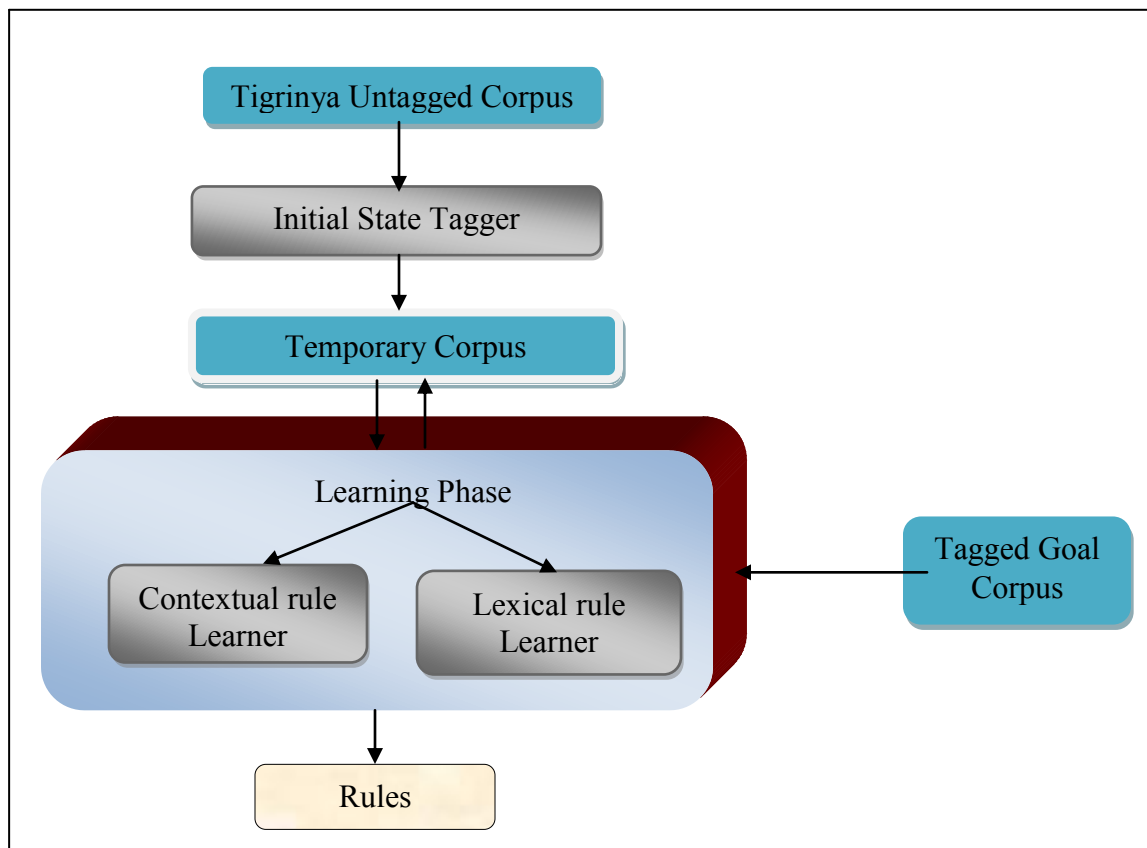 Tigrinya Untagged Corpus
Initial State Tagger
Temporary Corpus
Learning Phase
Contextual rule
Learner
Lexical rule
Learner
Tagged Goal
Corpus
Rules